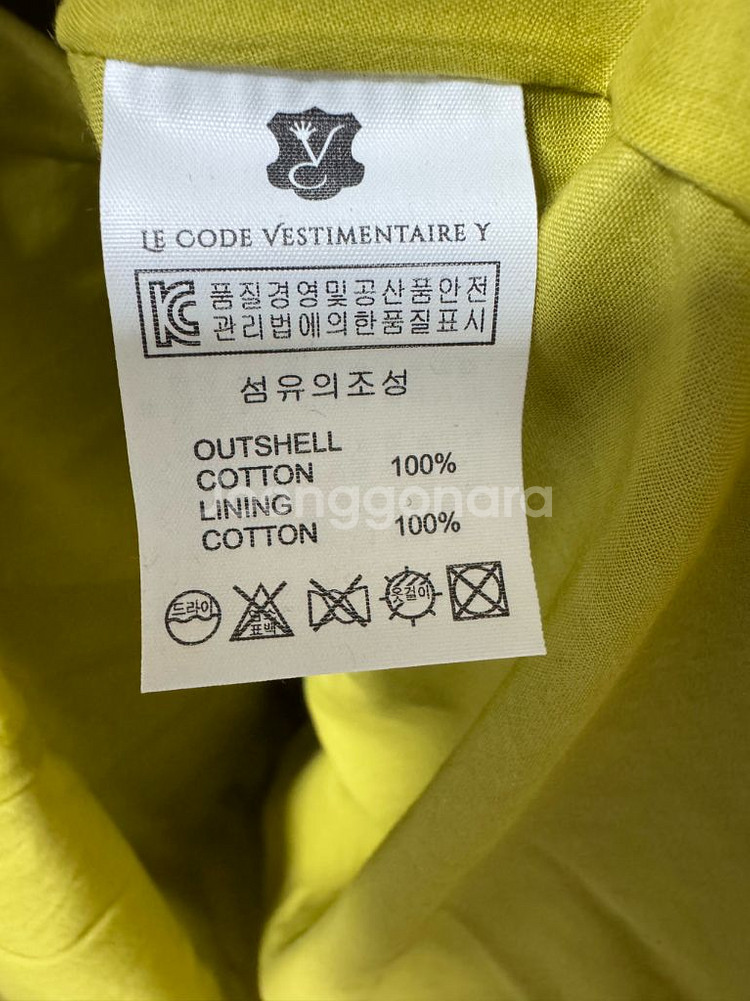 LE CODE VESTIMENTAIRE Y
품질경영및공산품안전
관리법에의한품질표시
섬유의조성
OUTSHELL
COTTON 100%
LINING
COTTON 100%
드라이
표백
옷걸이
joonggonara